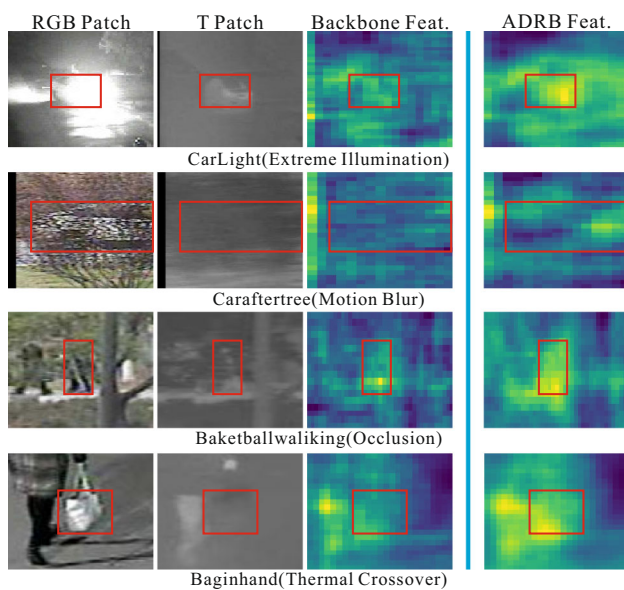 RGB Patch T Patch Backbone Feat. ADRB Feat.
CarLight(Extreme Illumination)
Caraftertree(Motion Blur)
Baketballwaliking(Occlusion)
Baginhand(Thermal Crossover)